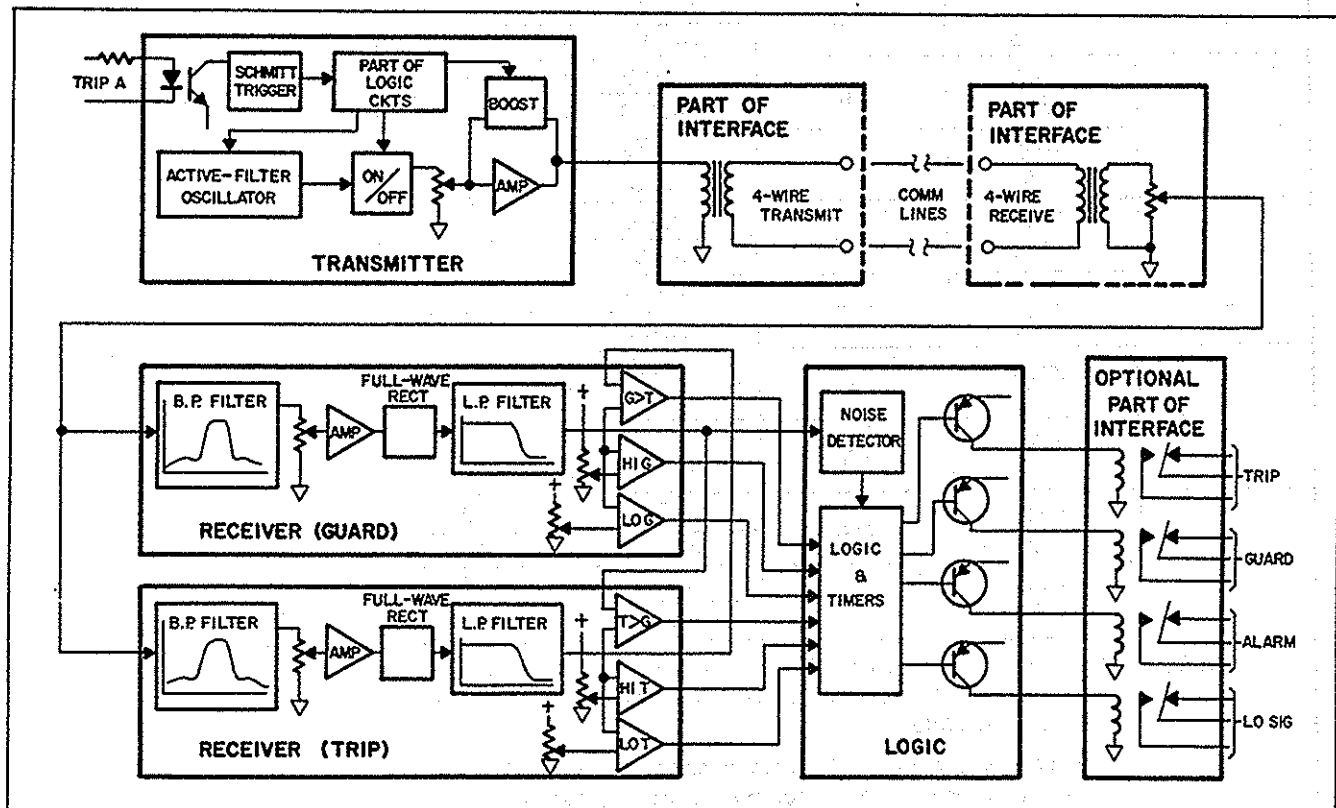 TRIP A
SCHMITT
TRIGGER
PART OF
LOGIC
CKTS
BOOST
ACTIVE-FILTER
OSCILLATOR
ON/
OFF
AMP
TRANSMITTER
PART OF
INTERFACE
4-WIRE
TRANSMIT
COMM
LINES
PART OF
INTERFACE
4-WIRE
RECEIVE
B.P. FILTER
AMP
FULL-WAVE
RECT
L.P. FILTER
+
+
G>T
HI G
LO G
RECEIVER (GUARD)
B.P. FILTER
AMP
FULL-WAVE
RECT
L.P. FILTER
+
+
T>G
HI T
LO T
RECEIVER (TRIP)
NOISE
DETECTOR
LOGIC
&
TIMERS
LOGIC
OPTIONAL
PART OF
INTERFACE
TRIP
GUARD
ALARM
LO SIG